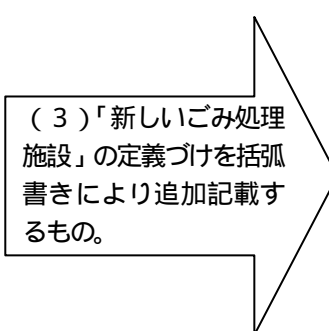 (３)「新しいごみ処理
施設」の定義づけを括弧
書きにより追加記載す
るもの。